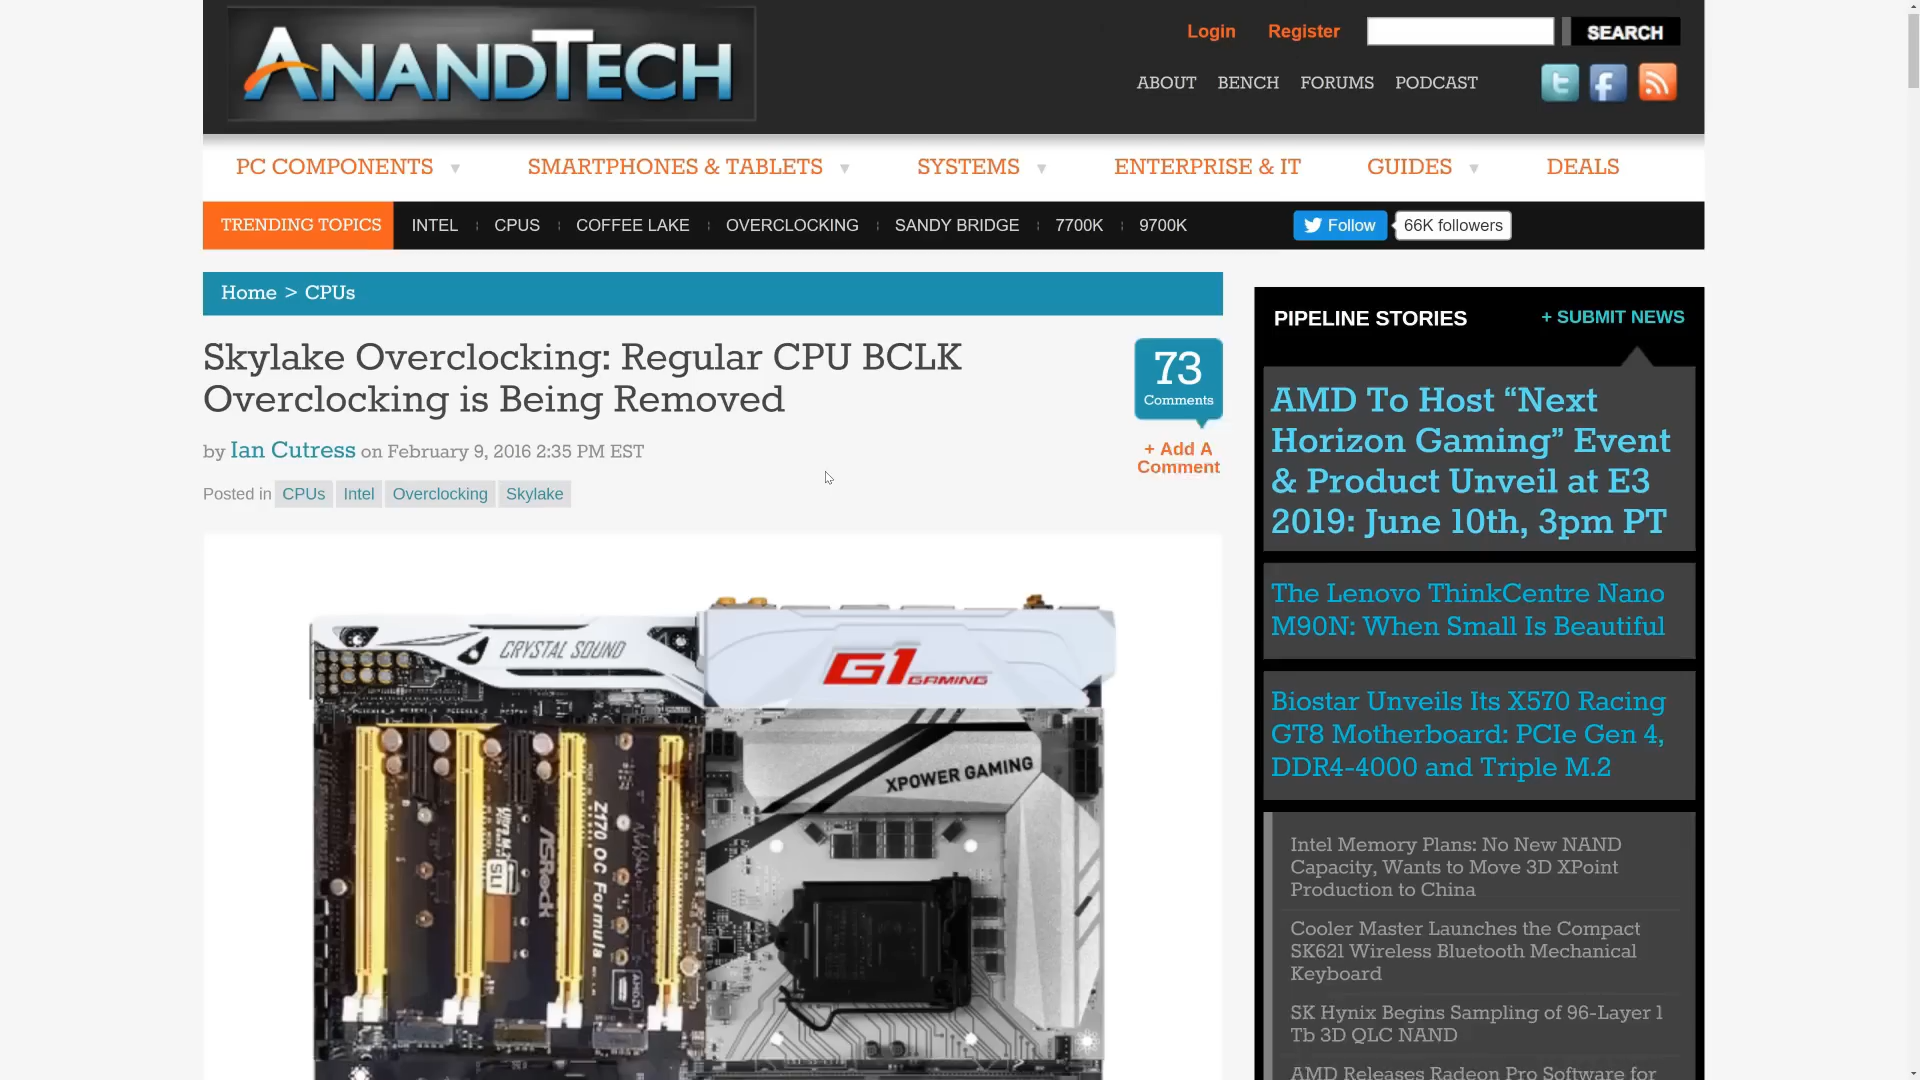 ANANDTECH
Login
Register
SEARCH
ABOUT
BENCH
FORUMS
PODCAST
PC COMPONENTS
SMARTPHONES & TABLETS
SYSTEMS
ENTERPRISE & IT
GUIDES
DEALS
TRENDING TOPICS
INTEL
CPUS
COFFEE LAKE
OVERCLOCKING
SANDY BRIDGE
7700K
9700K
Follow
66K followers
Home > CPUs
Skylake Overclocking: Regular CPU BCLK
Overclocking is Being Removed
by Ian Cutress on February 9, 2016 2:35 PM EST
Posted in CPUs Intel Overclocking Skylake
73
Comments
+ Add A
Comment
CRYSTAL SOUND
G1
GAMING
XPOWER GAMING
Z170 OC Formula
ASRock
Ultra M.2
SLI
AMD
PIPELINE STORIES
+ SUBMIT NEWS
AMD To Host “Next
Horizon Gaming” Event
& Product Unveil at E3
2019: June 10th, 3pm PT
The Lenovo ThinkCentre Nano
M90N: When Small Is Beautiful
Biostar Unveils Its X570 Racing
GT8 Motherboard: PCIe Gen 4,
DDR4-4000 and Triple M.2
Intel Memory Plans: No New NAND
Capacity, Wants to Move 3D XPoint
Production to China
Cooler Master Launches the Compact
SK621 Wireless Bluetooth Mechanical
Keyboard
SK Hynix Begins Sampling of 96-Layer 1
Tb 3D QLC NAND
AMD Releases Radeon Pro Software for